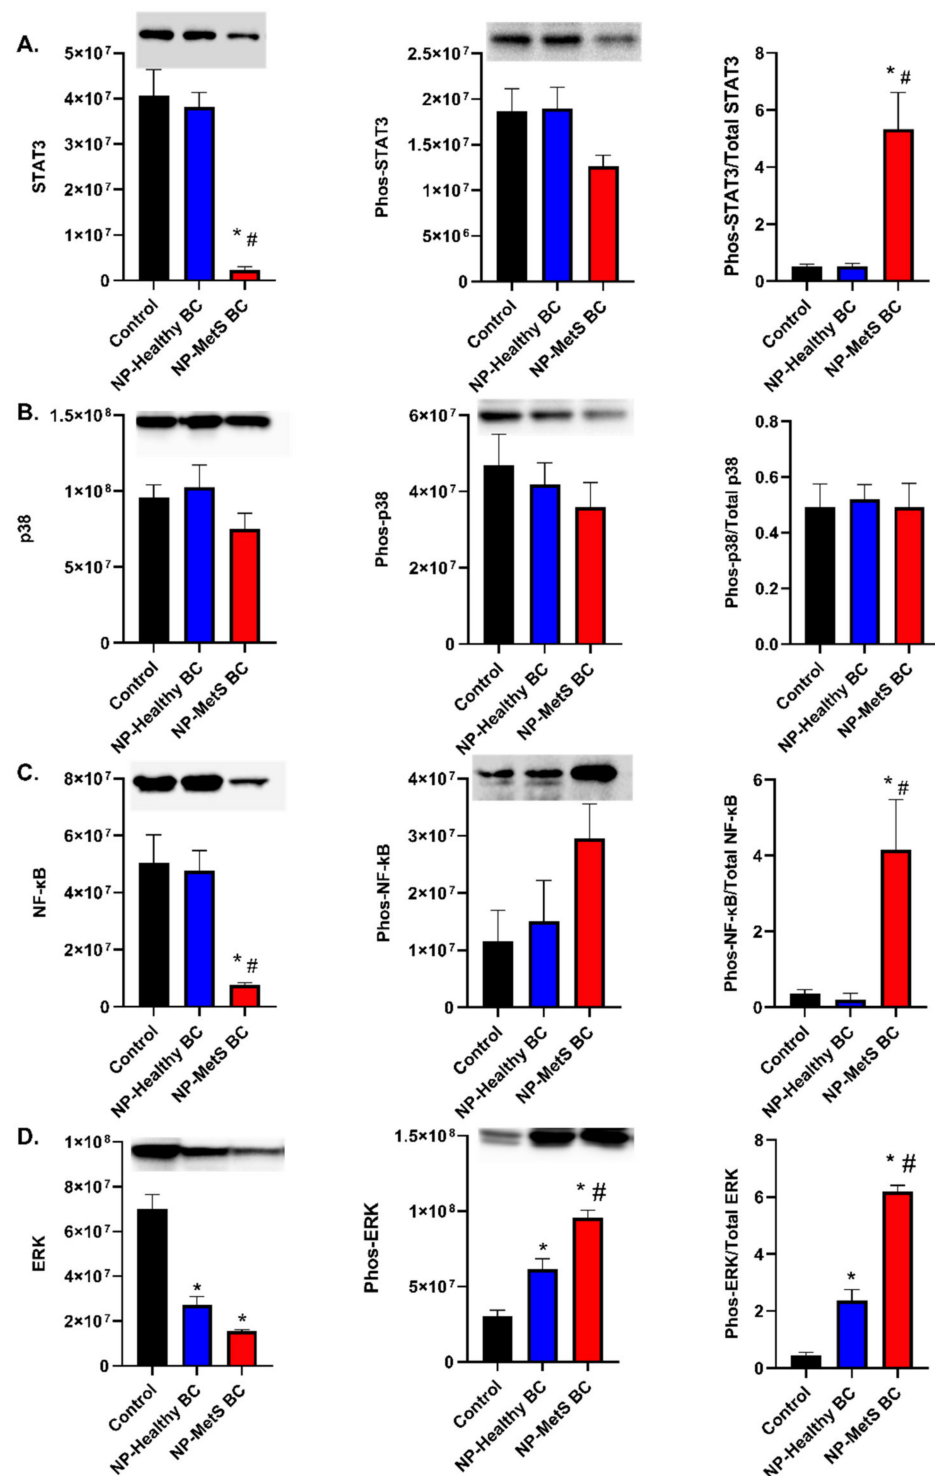 A.
STAT3
5×10⁷
4×10⁷
3×10⁷
2×10⁷
1×10⁷
0
Control
NP-Healthy BC
NP-MetS BC
* #
Phos-STAT3
2.5×10⁷
2×10⁷
1.5×10⁷
1×10⁷
5×10⁶
0
Control
NP-Healthy BC
NP-MetS BC
Phos-STAT3/Total STAT3
8
6
4
2
0
Control
NP-Healthy BC
NP-MetS BC
* #
B.
p38
1.5×10⁸
1×10⁸
5×10⁷
0
Control
NP-Healthy BC
NP-MetS BC
Phos-p38
6×10⁷
4×10⁷
2×10⁷
0
Control
NP-Healthy BC
NP-MetS BC
Phos-p38/Total p38
0.8
0.6
0.4
0.2
0.0
Control
NP-Healthy BC
NP-MetS BC
C.
NF-κB
8×10⁷
6×10⁷
4×10⁷
2×10⁷
0
Control
NP-Healthy BC
NP-MetS BC
* #
Phos-NF-kB
4×10⁷
3×10⁷
2×10⁷
1×10⁷
0
Control
NP-Healthy BC
NP-MetS BC
Phos-NF-κB/Total NF-κB
6
4
2
0
Control
NP-Healthy BC
NP-MetS BC
* #
D.
ERK
1×10⁸
8×10⁷
6×10⁷
4×10⁷
2×10⁷
0
Control
NP-Healthy BC
NP-MetS BC
*
*
Phos-ERK
1.5×10⁸
1×10⁸
5×10⁷
0
Control
NP-Healthy BC
NP-MetS BC
*
* #
Phos-ERK/Total ERK
8
6
4
2
0
Control
NP-Healthy BC
NP-MetS BC
*
* #